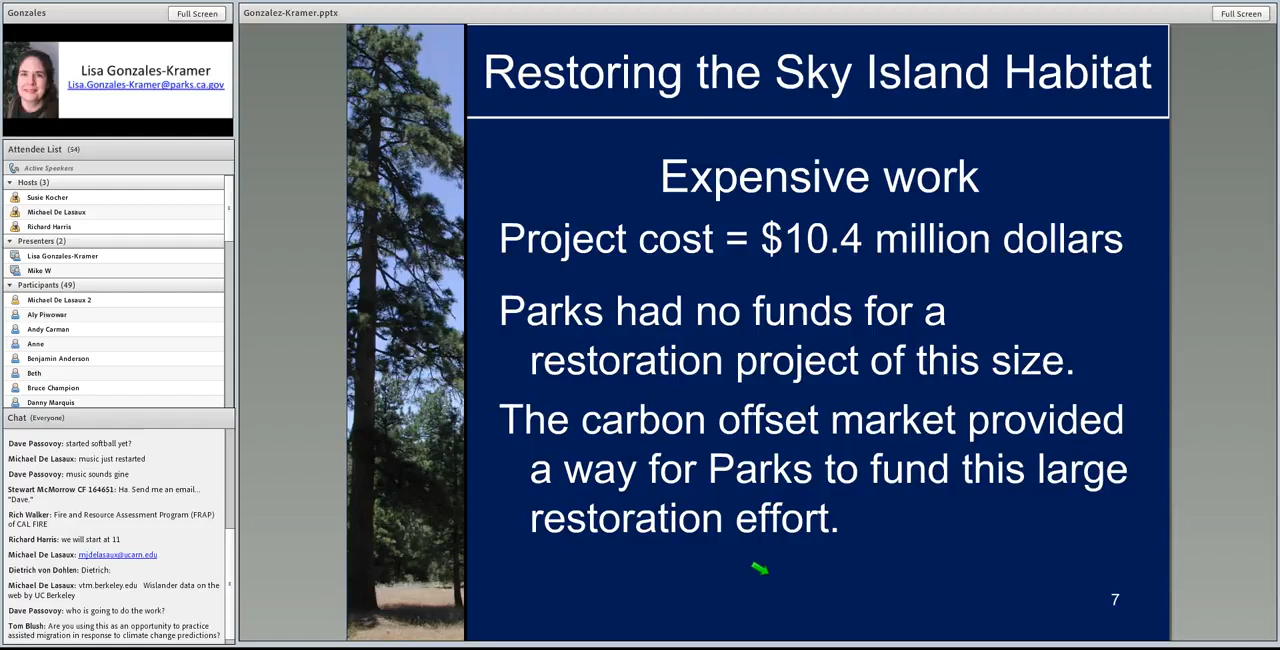 Gonzales
Full Screen
Lisa Gonzales-Kramer
Lisa.Gonzales-Kramer@parks.ca.gov
Attendee List (54)
Active Speakers
Hosts (3)
Susie Kocher
Michael De Lasaux
Richard Harris
Presenters (2)
Lisa Gonzales-Kramer
Mike W
Participants (49)
Michael De Lasaux 2
Aly Piwowar
Andy Carman
Anne
Benjamin Anderson
Beth
Bruce Champion
Danny Marquis
Chat (Everyone)
Dave Passovoy: started softball yet?
Michael De Lasaux: music just restarted
Dave Passovoy: music sounds gine
Stewart McMorrow CF 164651: Ha. Send me an email...
"Dave."
Rich Walker: Fire and Resource Assessment Program (FRAP)
of CAL FIRE
Richard Harris: we will start at 11
Michael De Lasaux: mjdelasaux@ucarn.edu
Dietrich von Dohlen: Dietrich:
Michael De Lasaux: vtm.berkeley.edu Wislander data on the
web by UC Berkeley
Dave Passovoy: who is going to do the work?
Tom Blush: Are you using this as an opportunity to practice
assisted migration in response to climate change predictions?
Gonzalez-Kramer.pptx
Full Screen
Restoring the Sky Island Habitat
Expensive work
Project cost = $10.4 million dollars
Parks had no funds for a
restoration project of this size.
The carbon offset market provided
a way for Parks to fund this large
restoration effort.
7